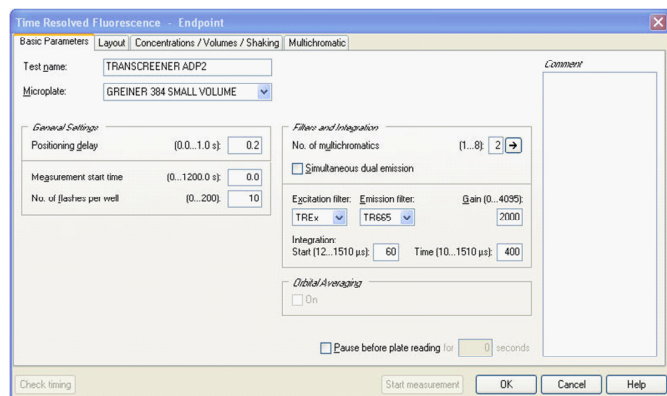 Time Resolved Fluorescence - Endpoint
Basic Parameters Layout Concentrations / Volumes / Shaking Multichromatic
Test name: TRANSCREENER ADP2
Microplate: GREINER 384 SMALL VOLUME
Comment
General Settings
Positioning delay (0.0...1.0 s): 0.2
Measurement start time (0...1200.0 s): 0.0
No. of flashes per well (0...200): 10
Filters and Integration
No. of multichromatics (1...8): 2
Simultaneous dual emission
Excitation filter: Emission filter: Gain (0...4095):
TREx TR665 2000
Integration:
Start (12...1510 µs): 60 Time (10...1510 µs): 400
Orbital Averaging
On
Pause before plate reading for 0 seconds
Check timing Start measurement OK Cancel Help